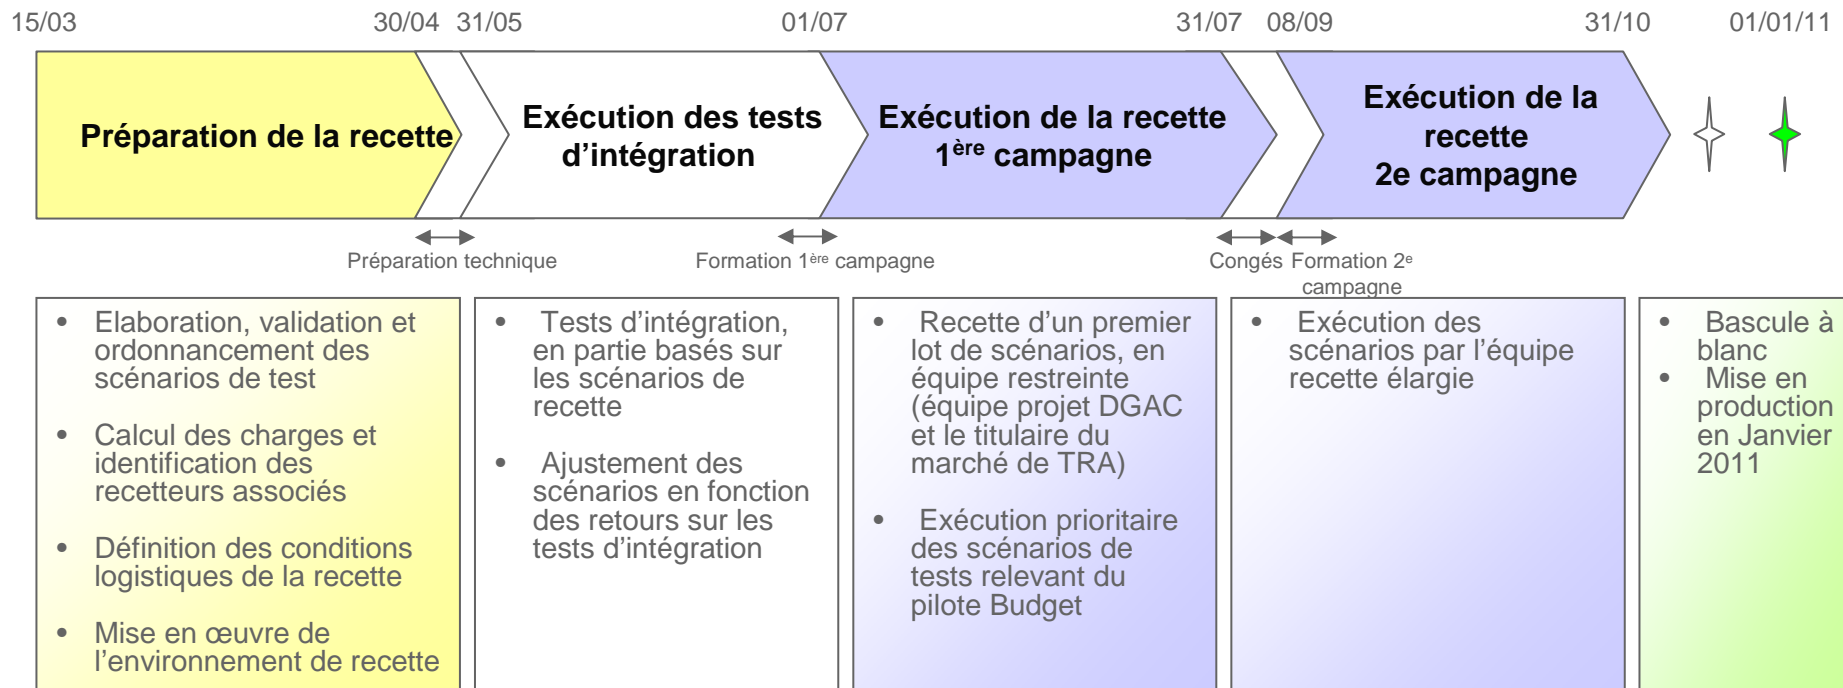 15/03
30/04
31/05
01/07
31/07
08/09
31/10
01/01/11
Préparation de la recette
Exécution des tests
d’intégration
Exécution de la recette
1ère campagne
Exécution de la
recette
2e campagne
Préparation technique
Formation 1ère campagne
Congés
Formation 2e
campagne
• Elaboration, validation et
ordonnancement des
scénarios de test
• Calcul des charges et
identification des
recetteurs associés
• Définition des conditions
logistiques de la recette
• Mise en œuvre de
l’environnement de recette
• Tests d’intégration,
en partie basés sur
les scénarios de
recette
• Ajustement des
scénarios en fonction
des retours sur les
tests d’intégration
• Recette d’un premier
lot de scénarios, en
équipe restreinte
(équipe projet DGAC
et le titulaire du
marché de TRA)
• Exécution prioritaire
des scénarios de
tests relevant du
pilote Budget
• Exécution des
scénarios par l’équipe
recette élargie
• Bascule à
blanc
• Mise en
production
en Janvier
2011